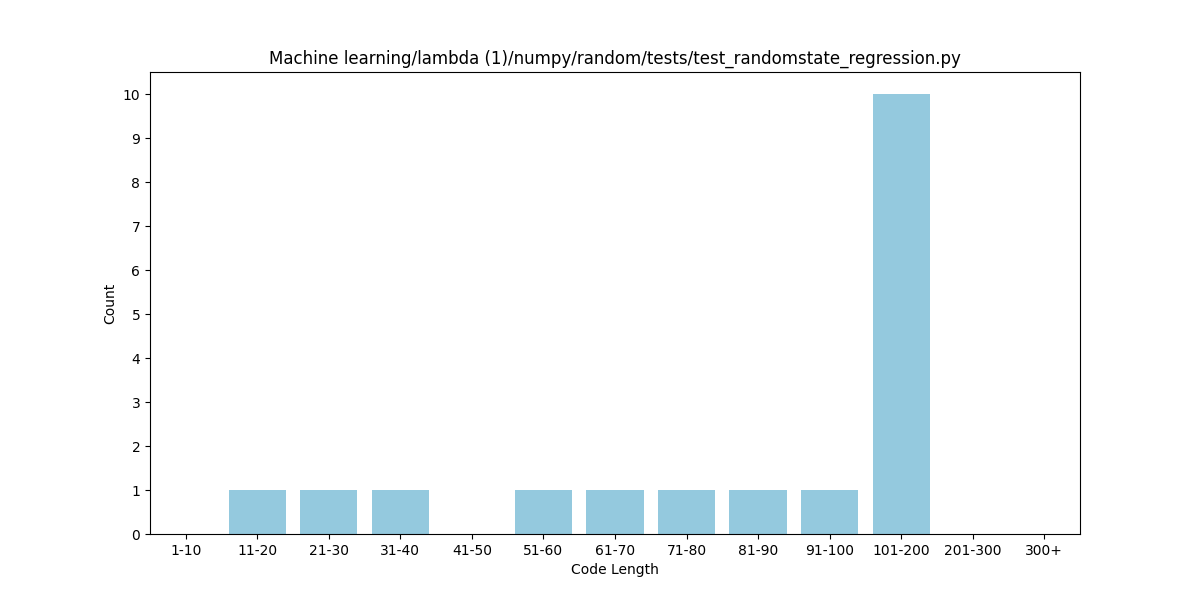 Machine learning/lambda (1)/numpy/random/tests/test_randomstate_regression.py
10
9
8
7
6
5
4
3
2
1
0
Count
1-10 11-20 21-30 31-40 41-50 51-60 61-70 71-80 81-90 91-100 101-200 201-300 300+
Code Length